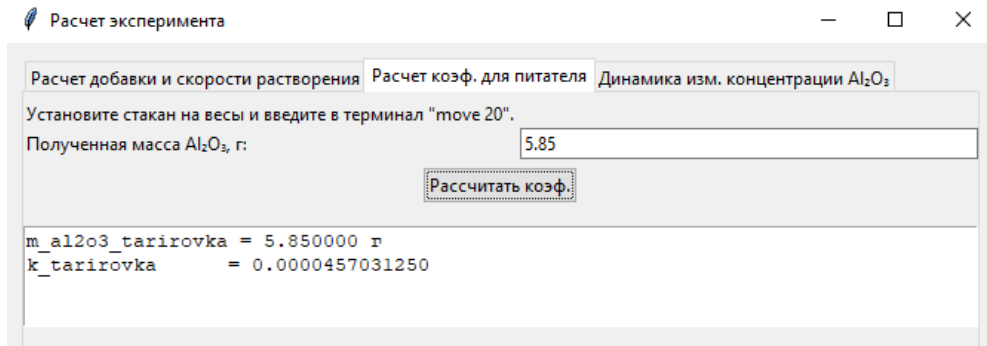 Расчет эксперимента
Расчет добавки и скорости растворения Расчет коэф. для питателя Динамика изм. концентрации Al₂O₃
Установите стакан на весы и введите в терминал "move 20".
Полученная масса Al₂O₃, г: 5.85
Рассчитать коэф.
m_al2o3_tarirovka = 5.850000 г
k_tarirovka = 0.0000457031250